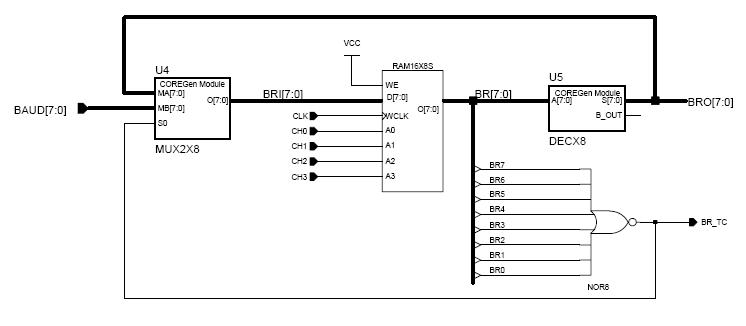 VCC
U4
COREGen Module
MA[7:0]
MB[7:0]
S0
O[7:0]
MUX2X8
BAUD[7:0]
BRI[7:0]
RAM16X8S
WE
D[7:0]
O[7:0]
WCLK
A0
A1
A2
A3
CLK
CH0
CH1
CH2
CH3
BR[7:0]
U5
COREGen Module
A[7:0]
S[7:0]
B_OUT
DECX8
BRO[7:0]
BR7
BR6
BR5
BR4
BR3
BR2
BR1
BR0
NOR8
BR_TC